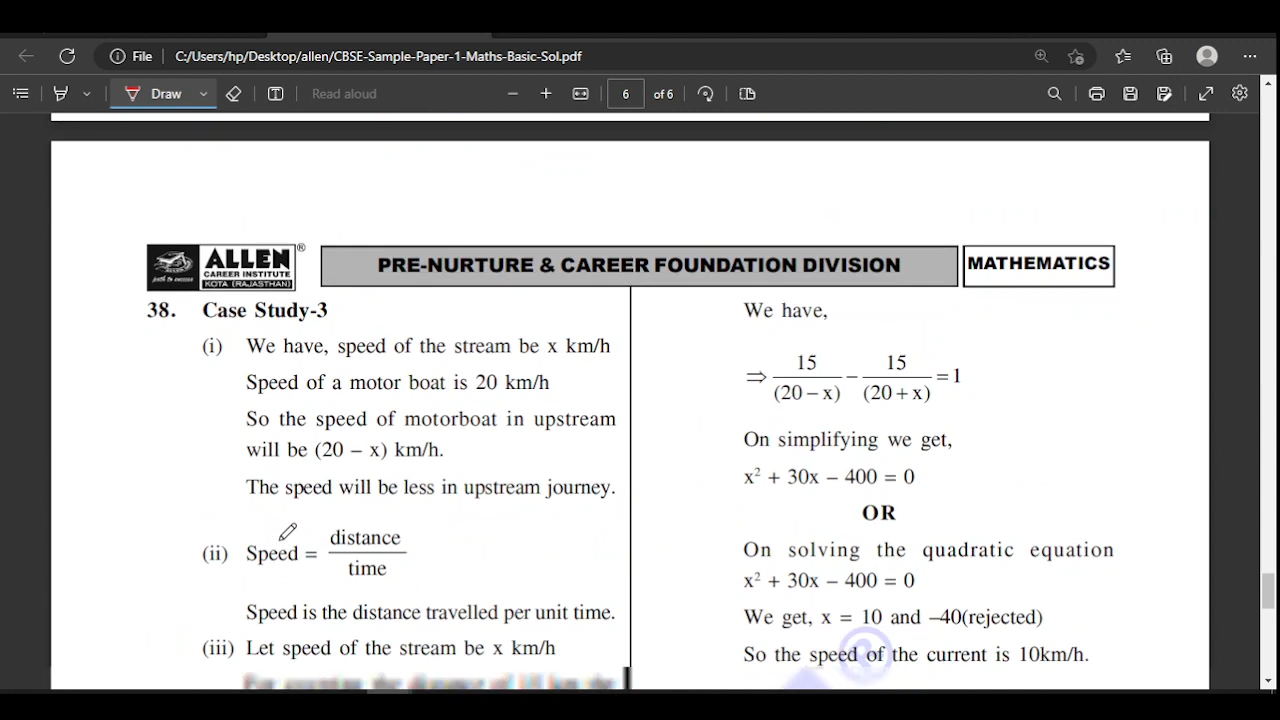 File
C:/Users/hp/Desktop/allen/CBSE-Sample-Paper-1-Maths-Basic-Sol.pdf
Draw
Read aloud
6
of 6
ALLEN
CAREER INSTITUTE
KOTA (RAJASTHAN)
®
PRE-NURTURE & CAREER FOUNDATION DIVISION
MATHEMATICS
38. Case Study-3
(i) We have, speed of the stream be x km/h
Speed of a motor boat is 20 km/h
So the speed of motorboat in upstream
will be (20 – x) km/h.
The speed will be less in upstream journey.
(ii) Speed = distance / time
Speed is the distance travelled per unit time.
(iii) Let speed of the stream be x km/h
We have,
⇒ 15/(20 – x) – 15/(20 + x) = 1
On simplifying we get,
x² + 30x – 400 = 0
OR
On solving the quadratic equation
x² + 30x – 400 = 0
We get, x = 10 and –40(rejected)
So the speed of the current is 10km/h.
®